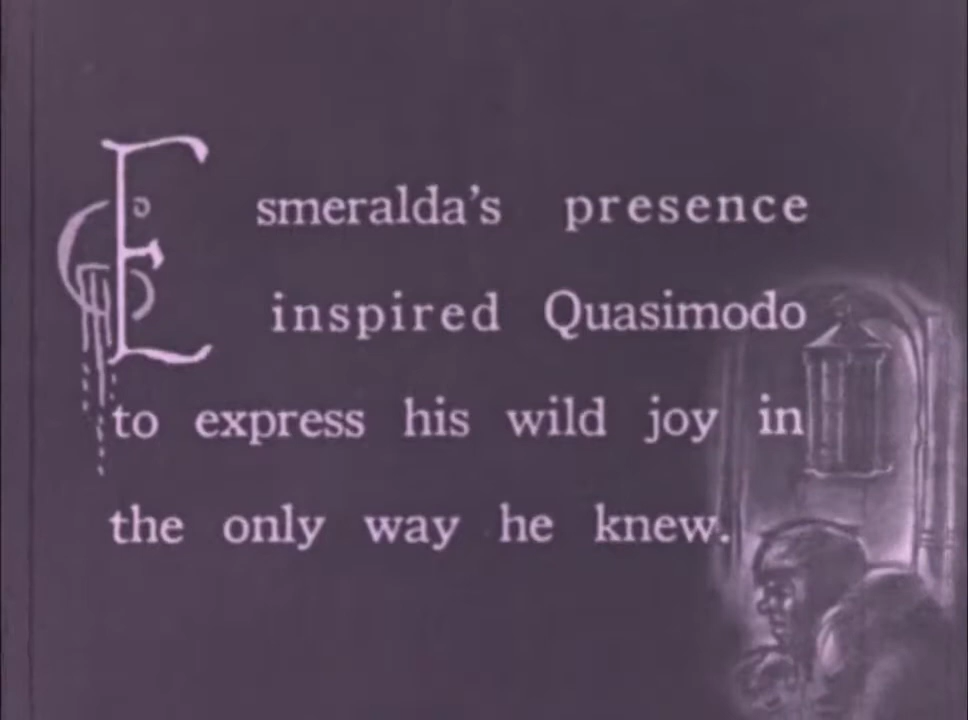 Esmeralda's presence
inspired Quasimodo
to express his wild joy in
the only way he knew.